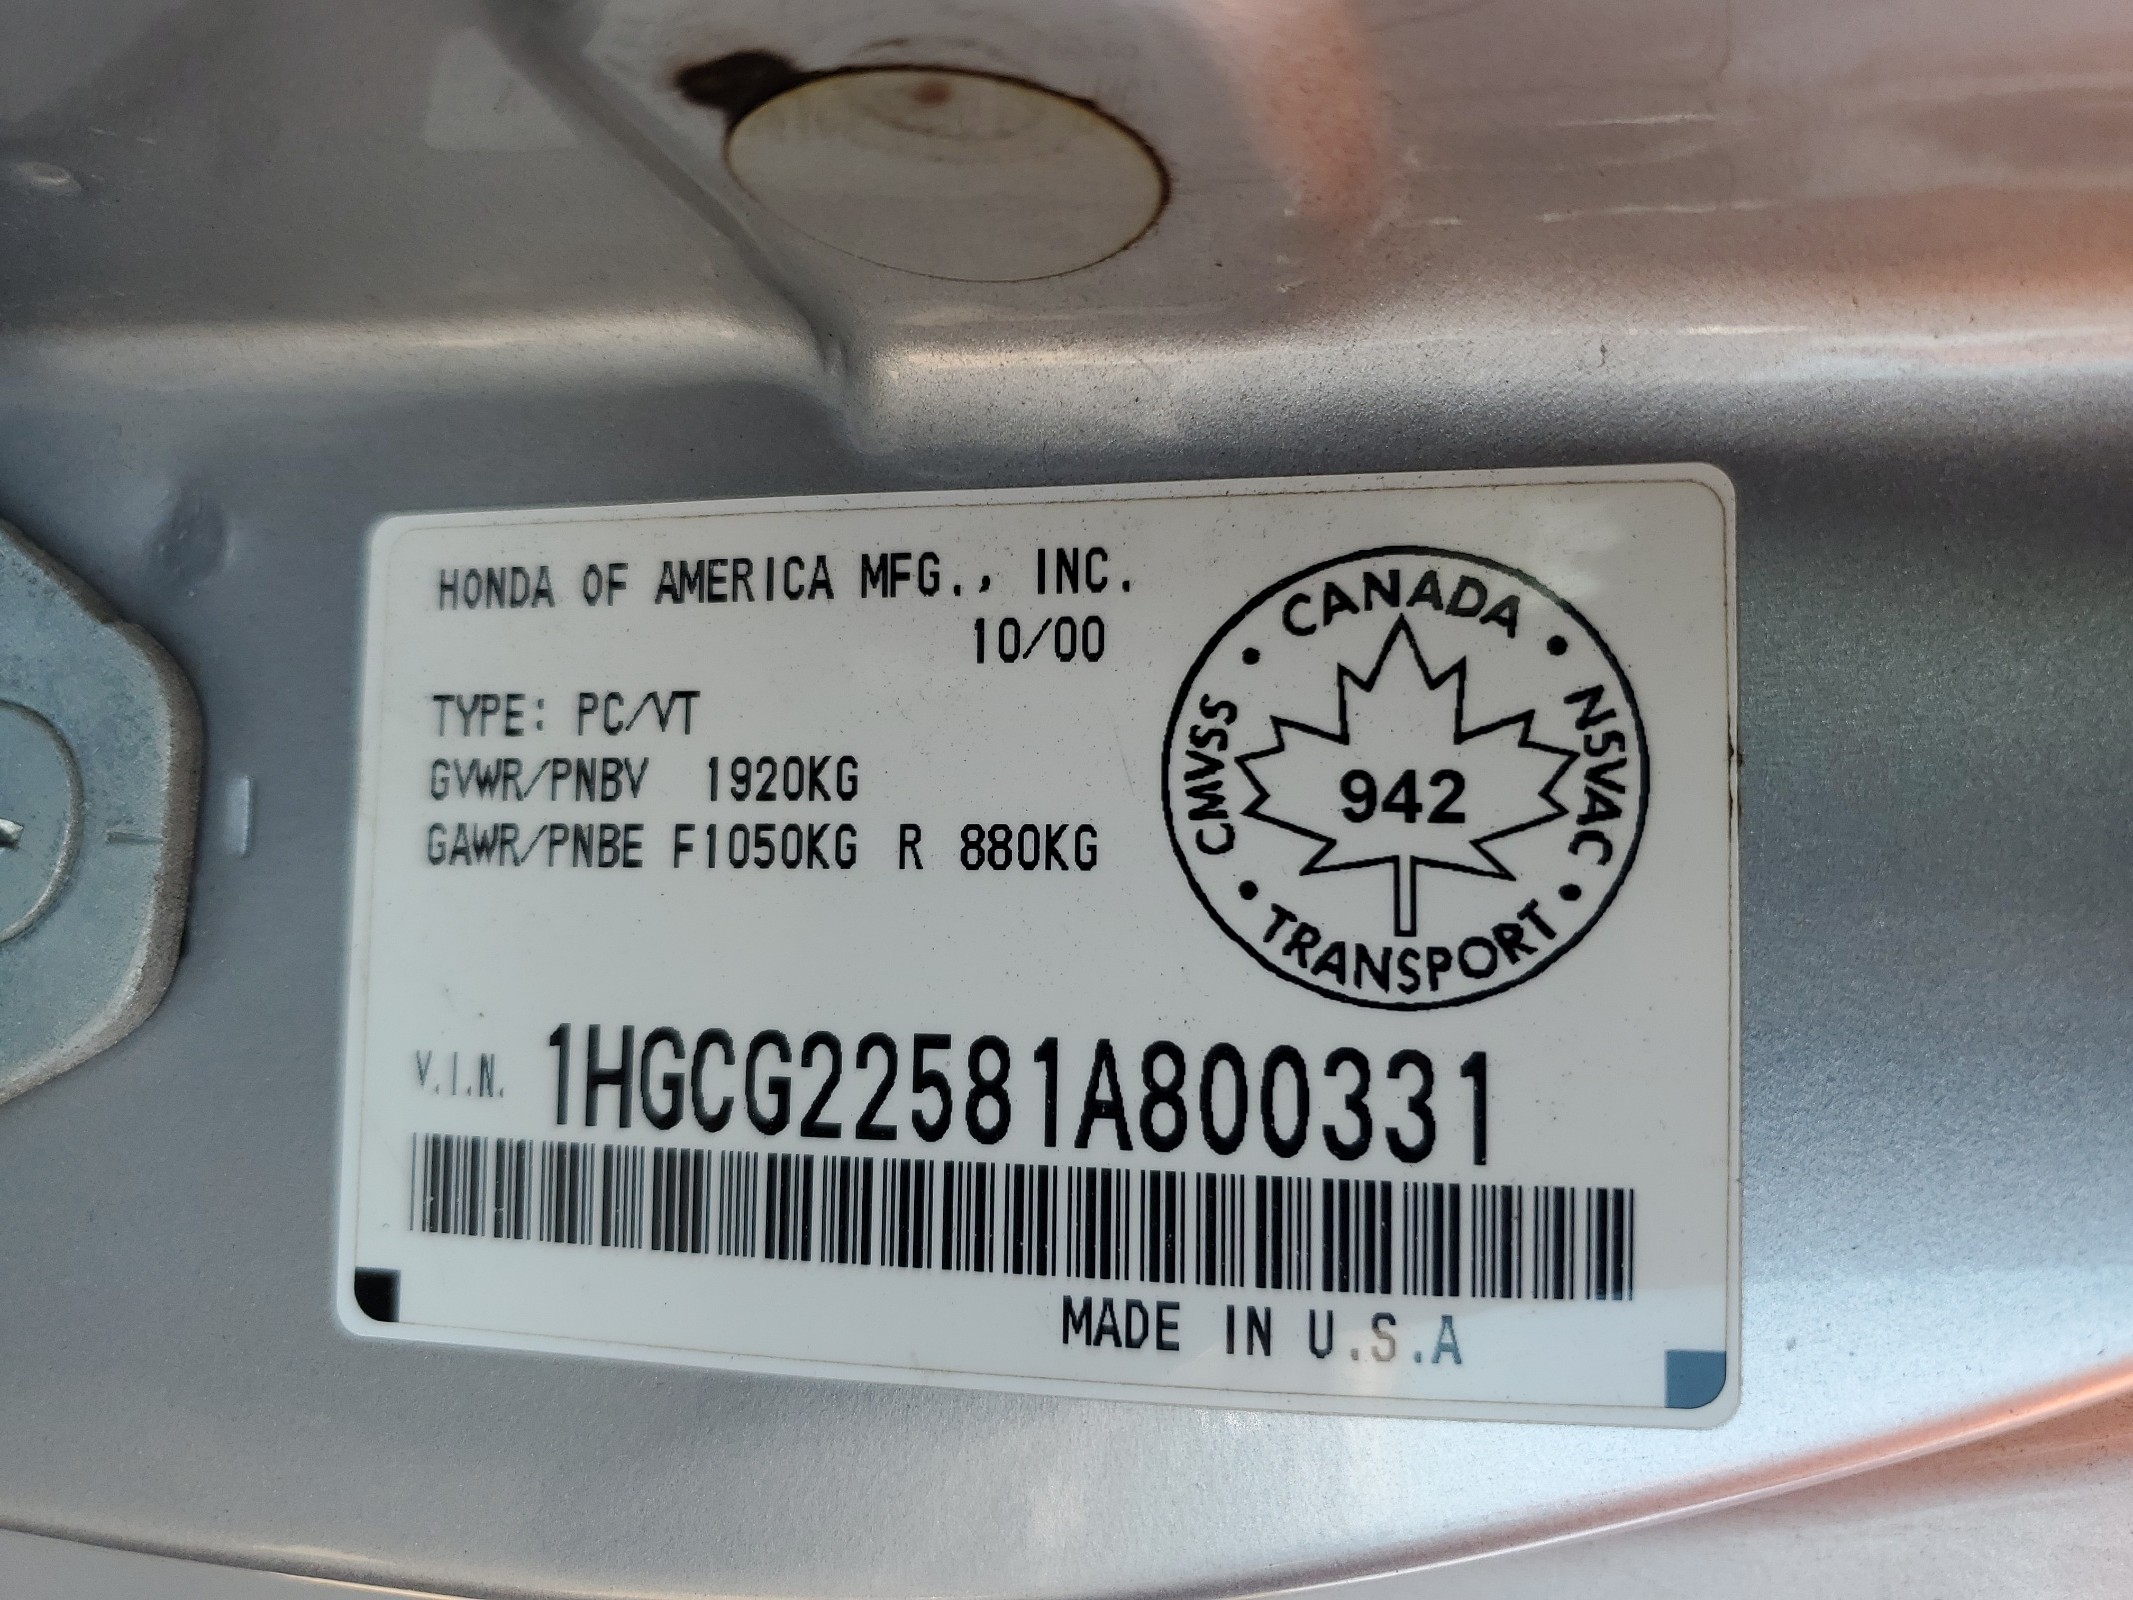 HONDA OF AMERICA MFG., INC.
10/00
TYPE: PC/VT
GVWR/PNBV 1920KG
GAWR/PNBE F1050KG R 880KG
CANADA • NSVAC • TRANSPORT • CMVSS •
942
V.I.N. 1HGCG22581A800331
MADE IN U.S.A